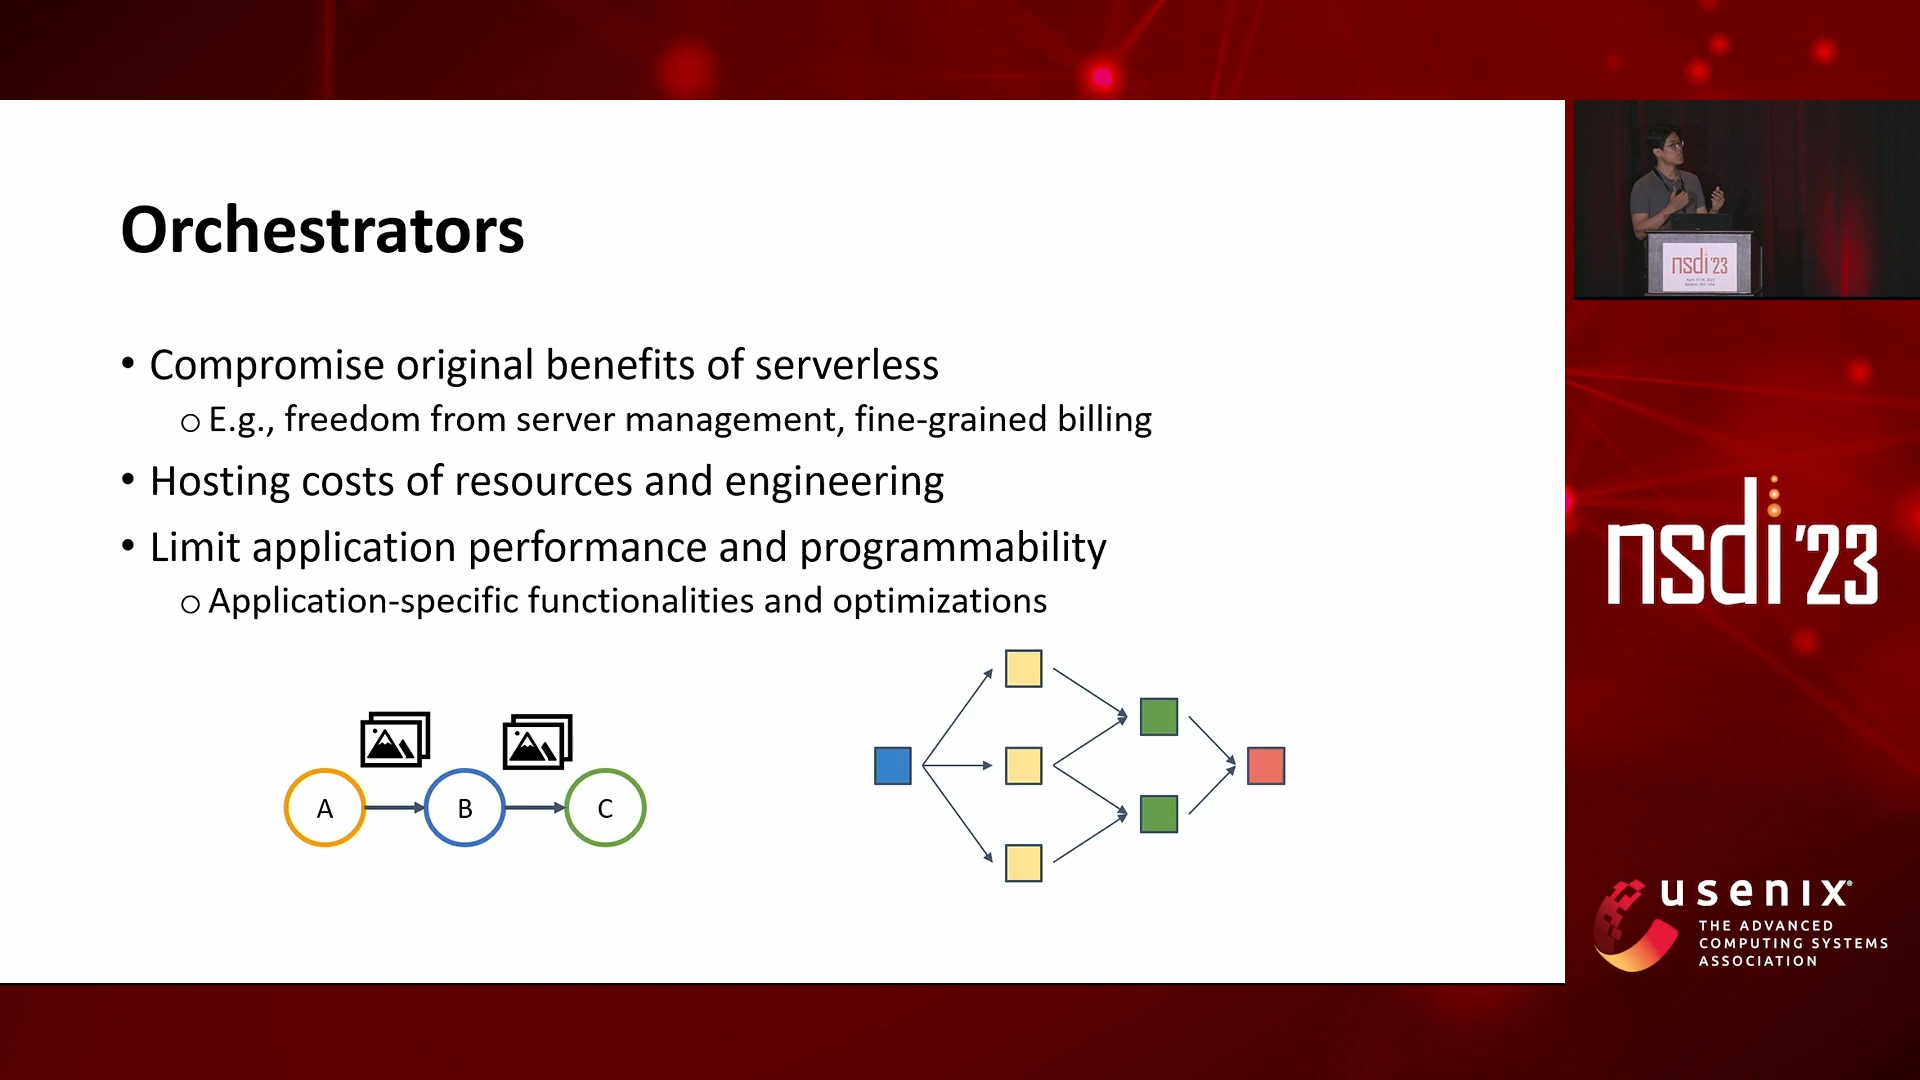 Orchestrators
• Compromise original benefits of serverless
o E.g., freedom from server management, fine-grained billing
• Hosting costs of resources and engineering
• Limit application performance and programmability
o Application-specific functionalities and optimizations
A
B
C
nsdi '23
nsdi '23
usenix®
THE ADVANCED
COMPUTING SYSTEMS
ASSOCIATION